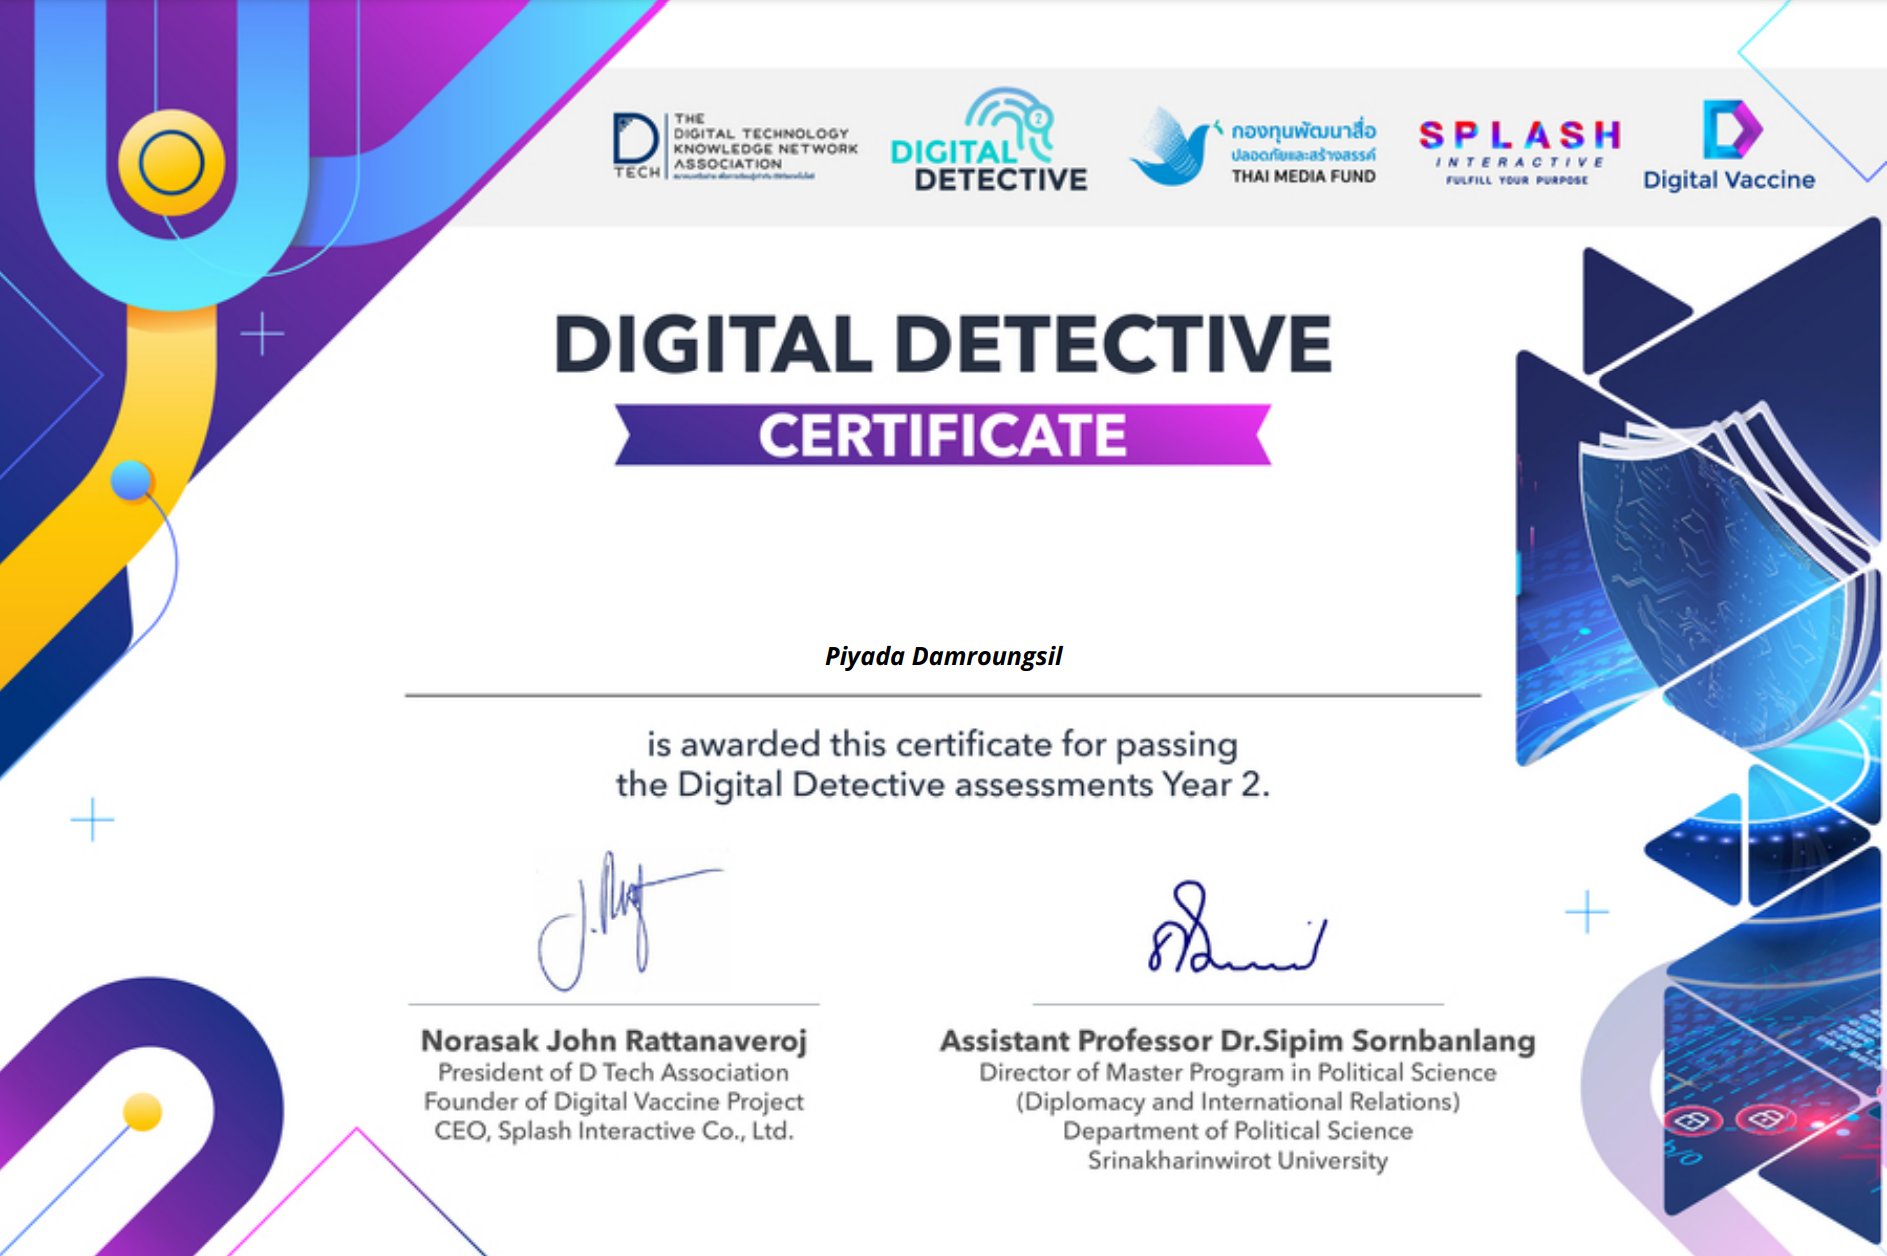 D
TECH
THE
DIGITAL TECHNOLOGY
KNOWLEDGE NETWORK
ASSOCIATION
DIGITAL
DETECTIVE
2
กองทุนพัฒนาสื่อ
ปลอดภัยและสร้างสรรค์
THAI MEDIA FUND
SPLASH
INTERACTIVE
FULFILL YOUR PURPOSE
Digital Vaccine
DIGITAL DETECTIVE
CERTIFICATE
Piyada Damroungsil
is awarded this certificate for passing
the Digital Detective assessments Year 2.
Norasak John Rattanaveroj
President of D Tech Association
Founder of Digital Vaccine Project
CEO, Splash Interactive Co., Ltd.
Assistant Professor Dr.Sipim Sornbanlang
Director of Master Program in Political Science
(Diplomacy and International Relations)
Department of Political Science
Srinakharinwirot University